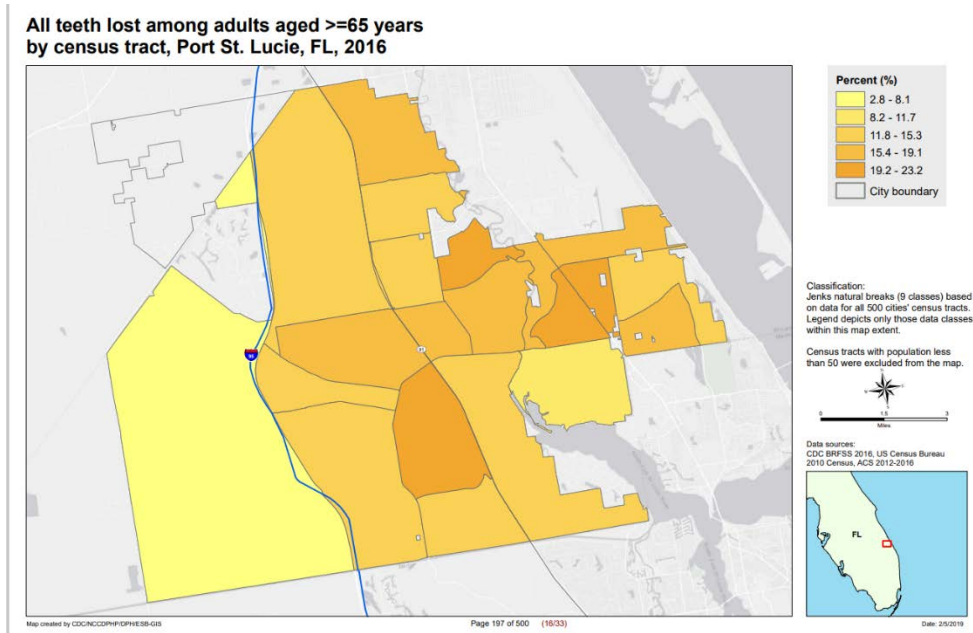 All teeth lost among adults aged >=65 years
by census tract, Port St. Lucie, FL, 2016
Percent (%)
2.8 - 8.1
8.2 - 11.7
11.8 - 15.3
15.4 - 19.1
19.2 - 23.2
City boundary
Classification:
Jenks natural breaks (9 classes) based
on data for all 500 cities' census tracts.
Legend depicts only those data classes
within this map extent.
Census tracts with population less
than 50 were excluded from the map.
0 1.5 3
Miles
Data sources:
CDC BRFSS 2016, US Census Bureau
2010 Census, ACS 2012-2016
95
FL
Map created by CDC/NCCDPHP/DPH/ESB-GIS
Page 197 of 500 (16/33)
Date: 2/5/2019